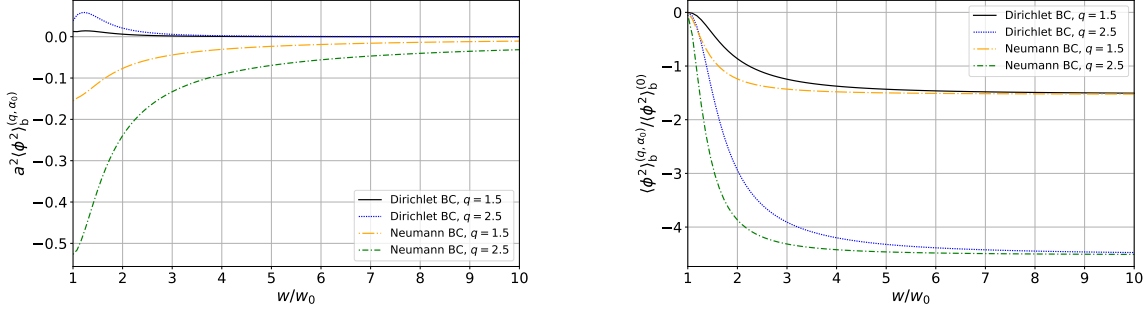 a²⟨ϕ²⟩_b^(q, α₀)
0.0
−0.1
−0.2
−0.3
−0.4
−0.5
1 2 3 4 5 6 7 8 9 10
w/w₀
Dirichlet BC, q = 1.5
Dirichlet BC, q = 2.5
Neumann BC, q = 1.5
Neumann BC, q = 2.5
⟨ϕ²⟩_b^(q, α₀)/⟨ϕ²⟩_b^(0)
0
−1
−2
−3
−4
1 2 3 4 5 6 7 8 9 10
w/w₀
Dirichlet BC, q = 1.5
Dirichlet BC, q = 2.5
Neumann BC, q = 1.5
Neumann BC, q = 2.5